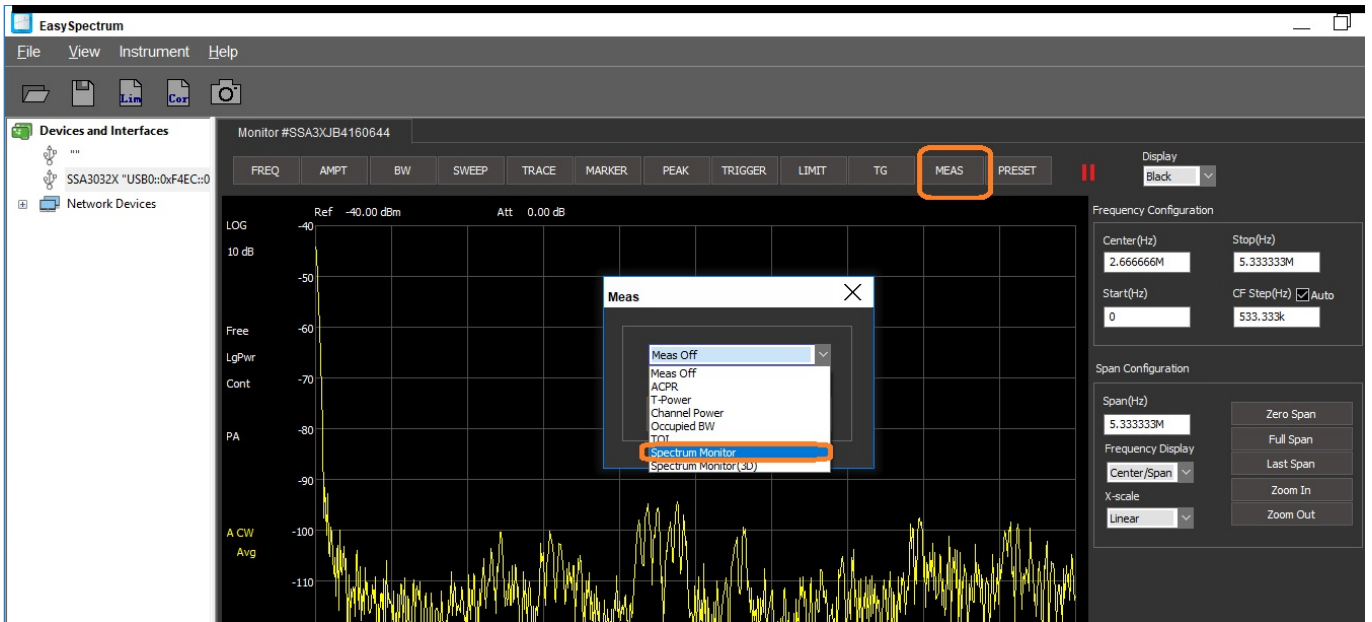 EasySpectrum
File View Instrument Help
Lim Cor
Devices and Interfaces
""
SSA3032X "USB0::0xF4EC::0
Network Devices
Monitor #SSA3XJB4160644
FREQ AMPT BW SWEEP TRACE MARKER PEAK TRIGGER LIMIT TG MEAS PRESET
Display
Black
Ref -40.00 dBm Att 0.00 dB
LOG
10 dB
Free
LgPwr
Cont
PA
A CW
Avg
-40
-50
-60
-70
-80
-90
-100
-110
Meas
Meas Off
Meas Off
ACPR
T-Power
Channel Power
Occupied BW
TOI
Spectrum Monitor
Spectrum Monitor(3D)
Frequency Configuration
Center(Hz) Stop(Hz)
2.666666M 5.333333M
Start(Hz) CF Step(Hz) Auto
0 533.333k
Span Configuration
Span(Hz)
5.333333M
Frequency Display
Center/Span
X-scale
Linear
Zero Span
Full Span
Last Span
Zoom In
Zoom Out